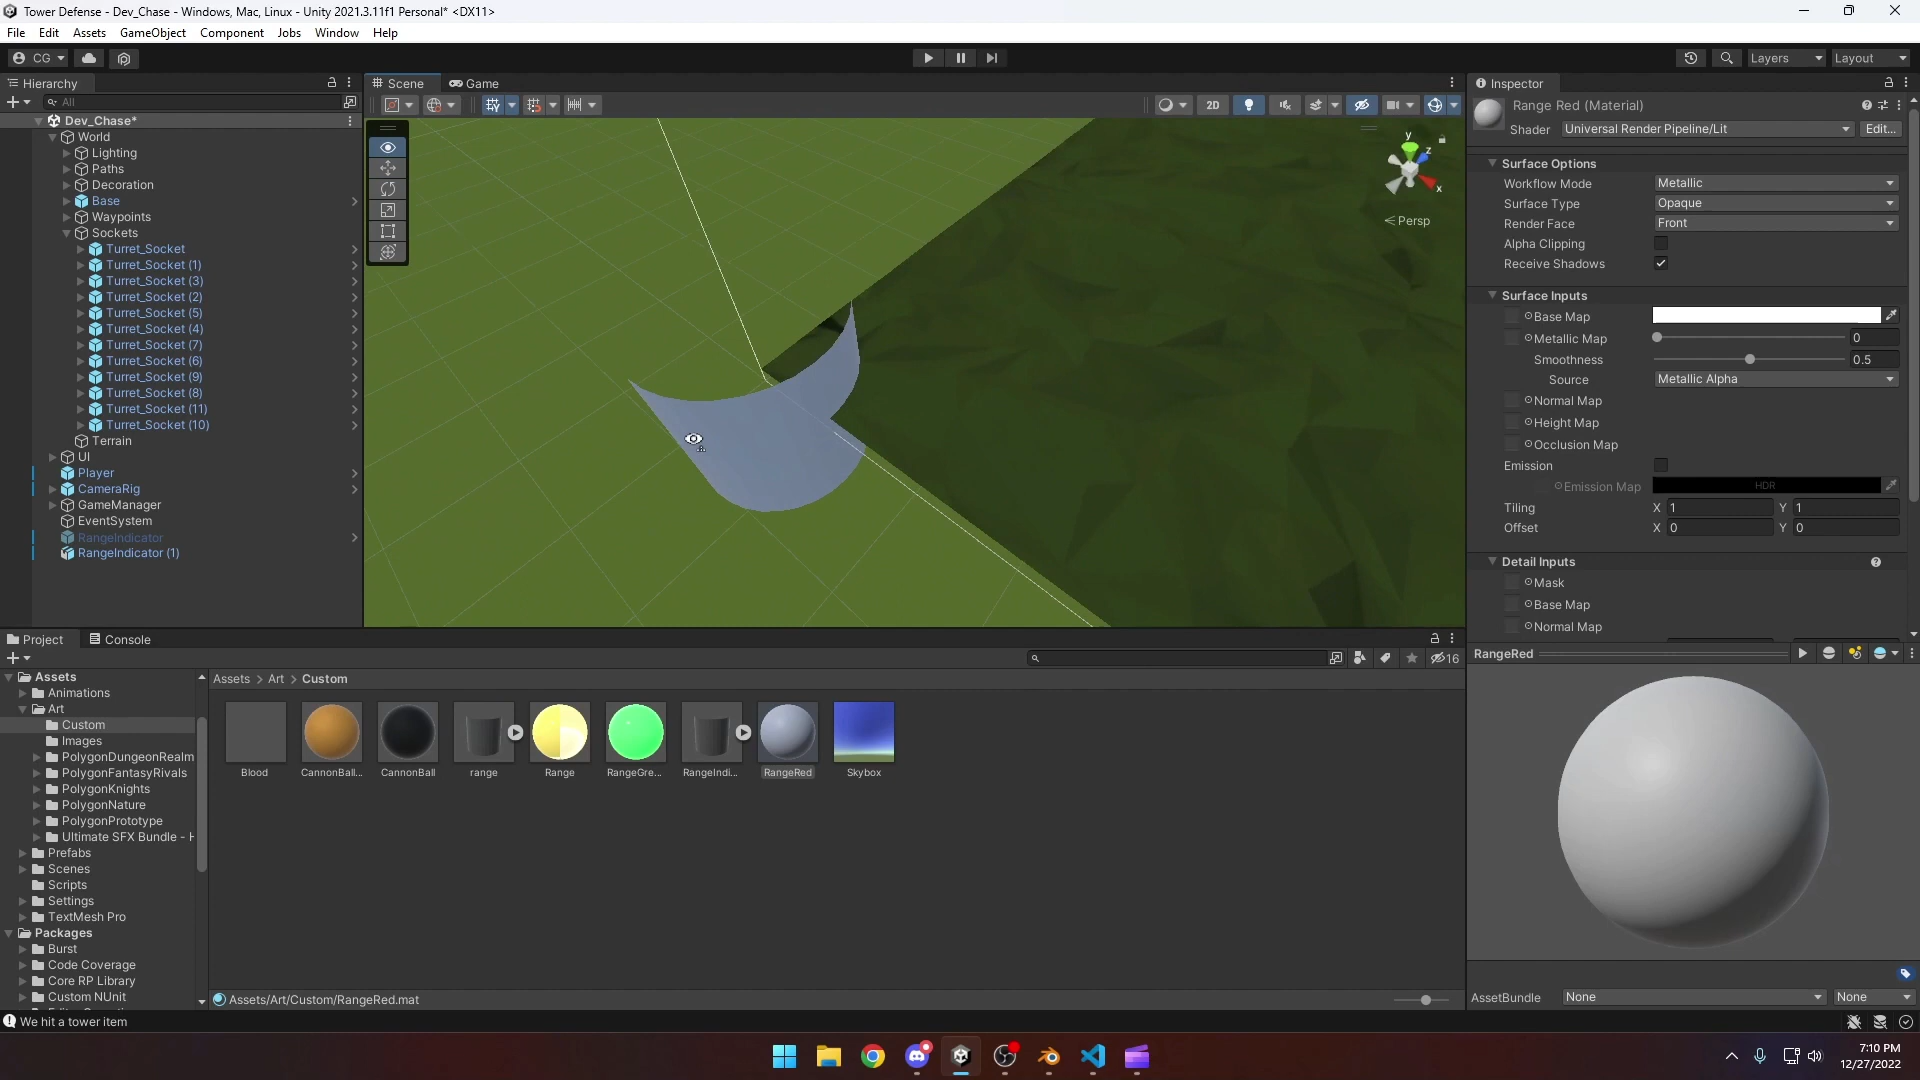 Tower Defense - Dev_Chase - Windows, Mac, Linux - Unity 2021.3.11f1 Personal* <DX11>
File Edit Assets GameObject Component Jobs Window Help
CG Layers Layout
Hierarchy Scene Game Inspector
All 2D
Range Red (Material)
Shader Universal Render Pipeline/Lit Edit...
Dev_Chase*
World
Lighting
Paths
Decoration
Base
Waypoints
Sockets
Turret_Socket
Turret_Socket (1)
Turret_Socket (3)
Turret_Socket (2)
Turret_Socket (5)
Turret_Socket (4)
Turret_Socket (7)
Turret_Socket (6)
Turret_Socket (9)
Turret_Socket (8)
Turret_Socket (11)
Turret_Socket (10)
Terrain
UI
Player
CameraRig
GameManager
EventSystem
RangeIndicator
RangeIndicator (1)
y
z
x
Persp
Surface Options
Workflow Mode Metallic
Surface Type Opaque
Render Face Front
Alpha Clipping
Receive Shadows
Surface Inputs
Base Map
Metallic Map 0
Smoothness 0.5
Source Metallic Alpha
Normal Map
Height Map
Occlusion Map
Emission
Emission Map HDR
Tiling X 1 Y 1
Offset X 0 Y 0
Detail Inputs
Mask
Base Map
Normal Map
Project Console
16
RangeRed
Assets
Animations
Art
Custom
Images
PolygonDungeonRealm
PolygonFantasyRivals
PolygonKnights
PolygonNature
PolygonPrototype
Ultimate SFX Bundle - H
Prefabs
Scenes
Scripts
Settings
TextMesh Pro
Packages
Burst
Code Coverage
Core RP Library
Custom NUnit
Assets > Art > Custom
Blood CannonBall... CannonBall range Range RangeGre... RangeIndi... RangeRed Skybox
Assets/Art/Custom/RangeRed.mat
AssetBundle None None
We hit a tower item
7:10 PM
12/27/2022